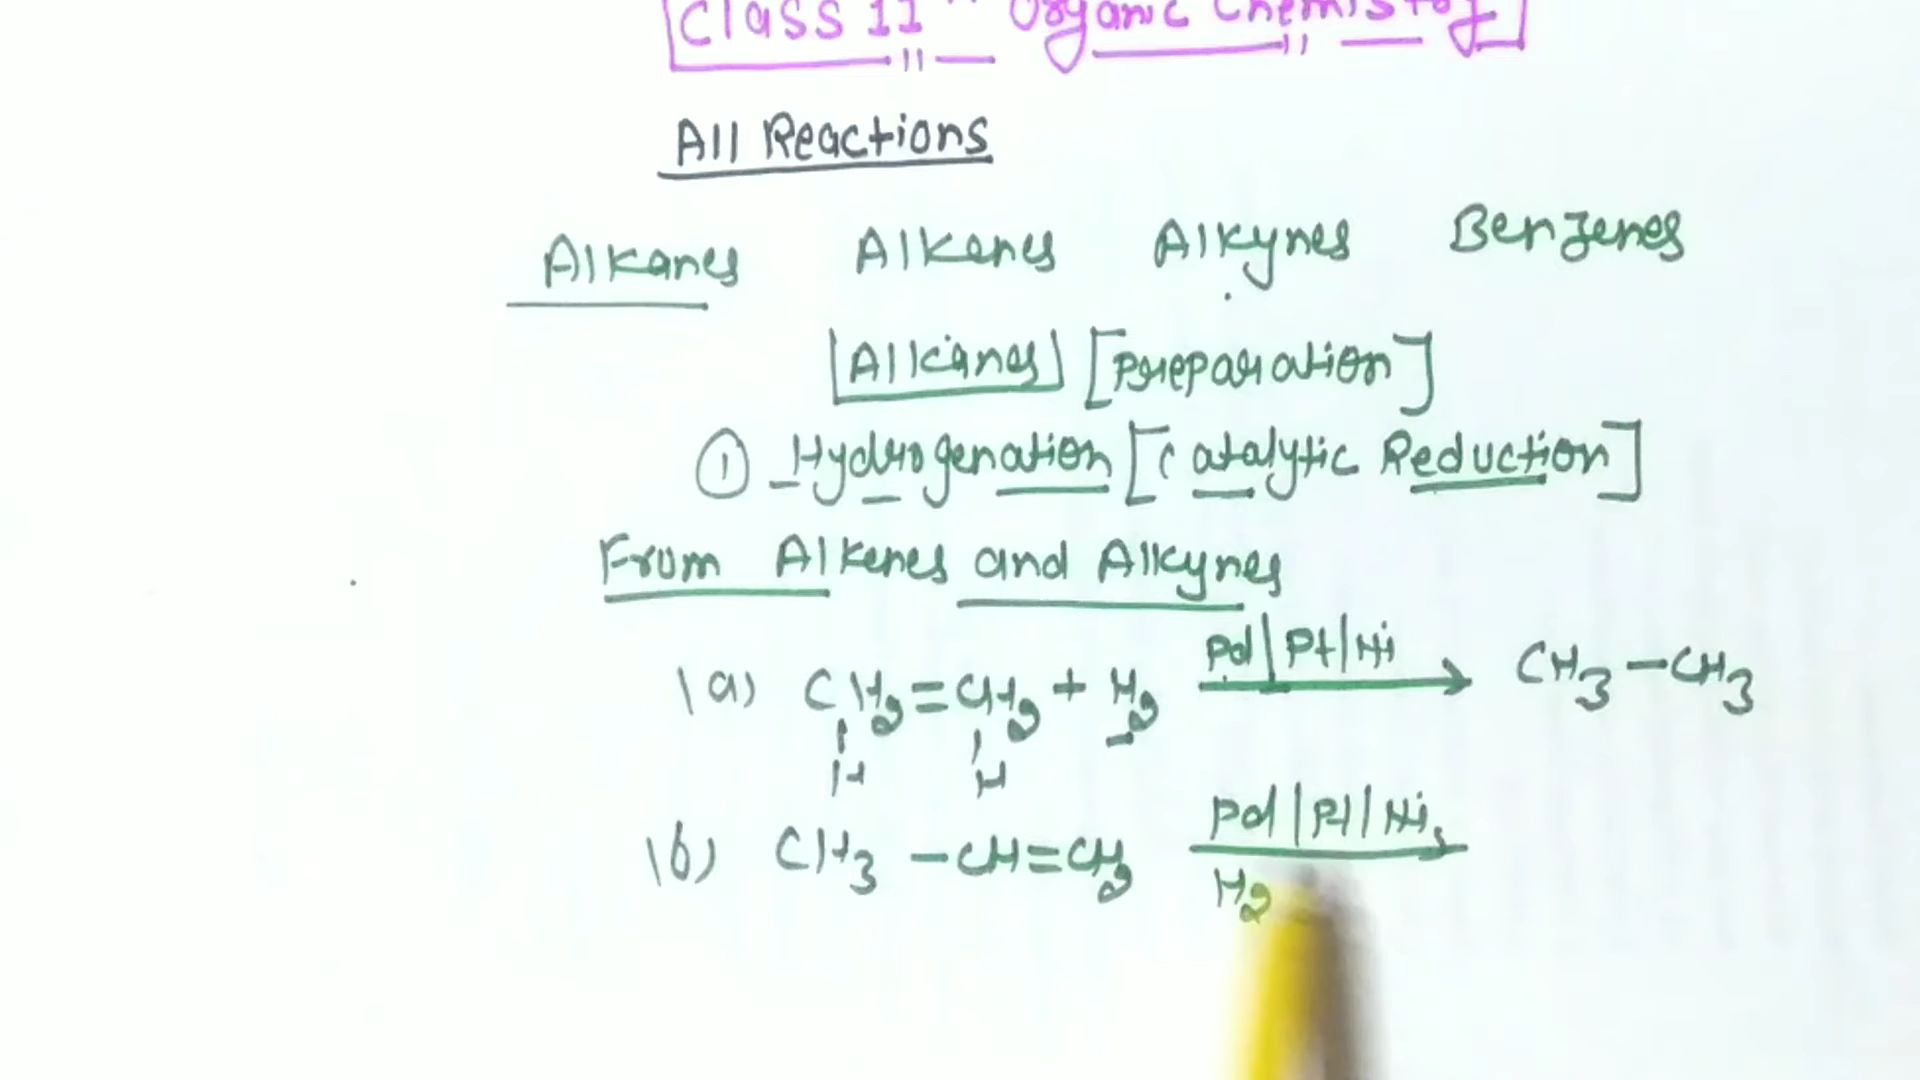 Class 11 " Organic Chemistry
All Reactions
Alkanes Alkenes Alkynes Benzenes
Alkanes [Preparation]
① Hydrogenation [Catalytic Reduction]
From Alkenes and Alkynes
(a) CH2=CH2 + H2 Pd|Pt|Ni CH3-CH3
H H
(b) CH3-CH=CH2 Pd|Pt|Ni
H2